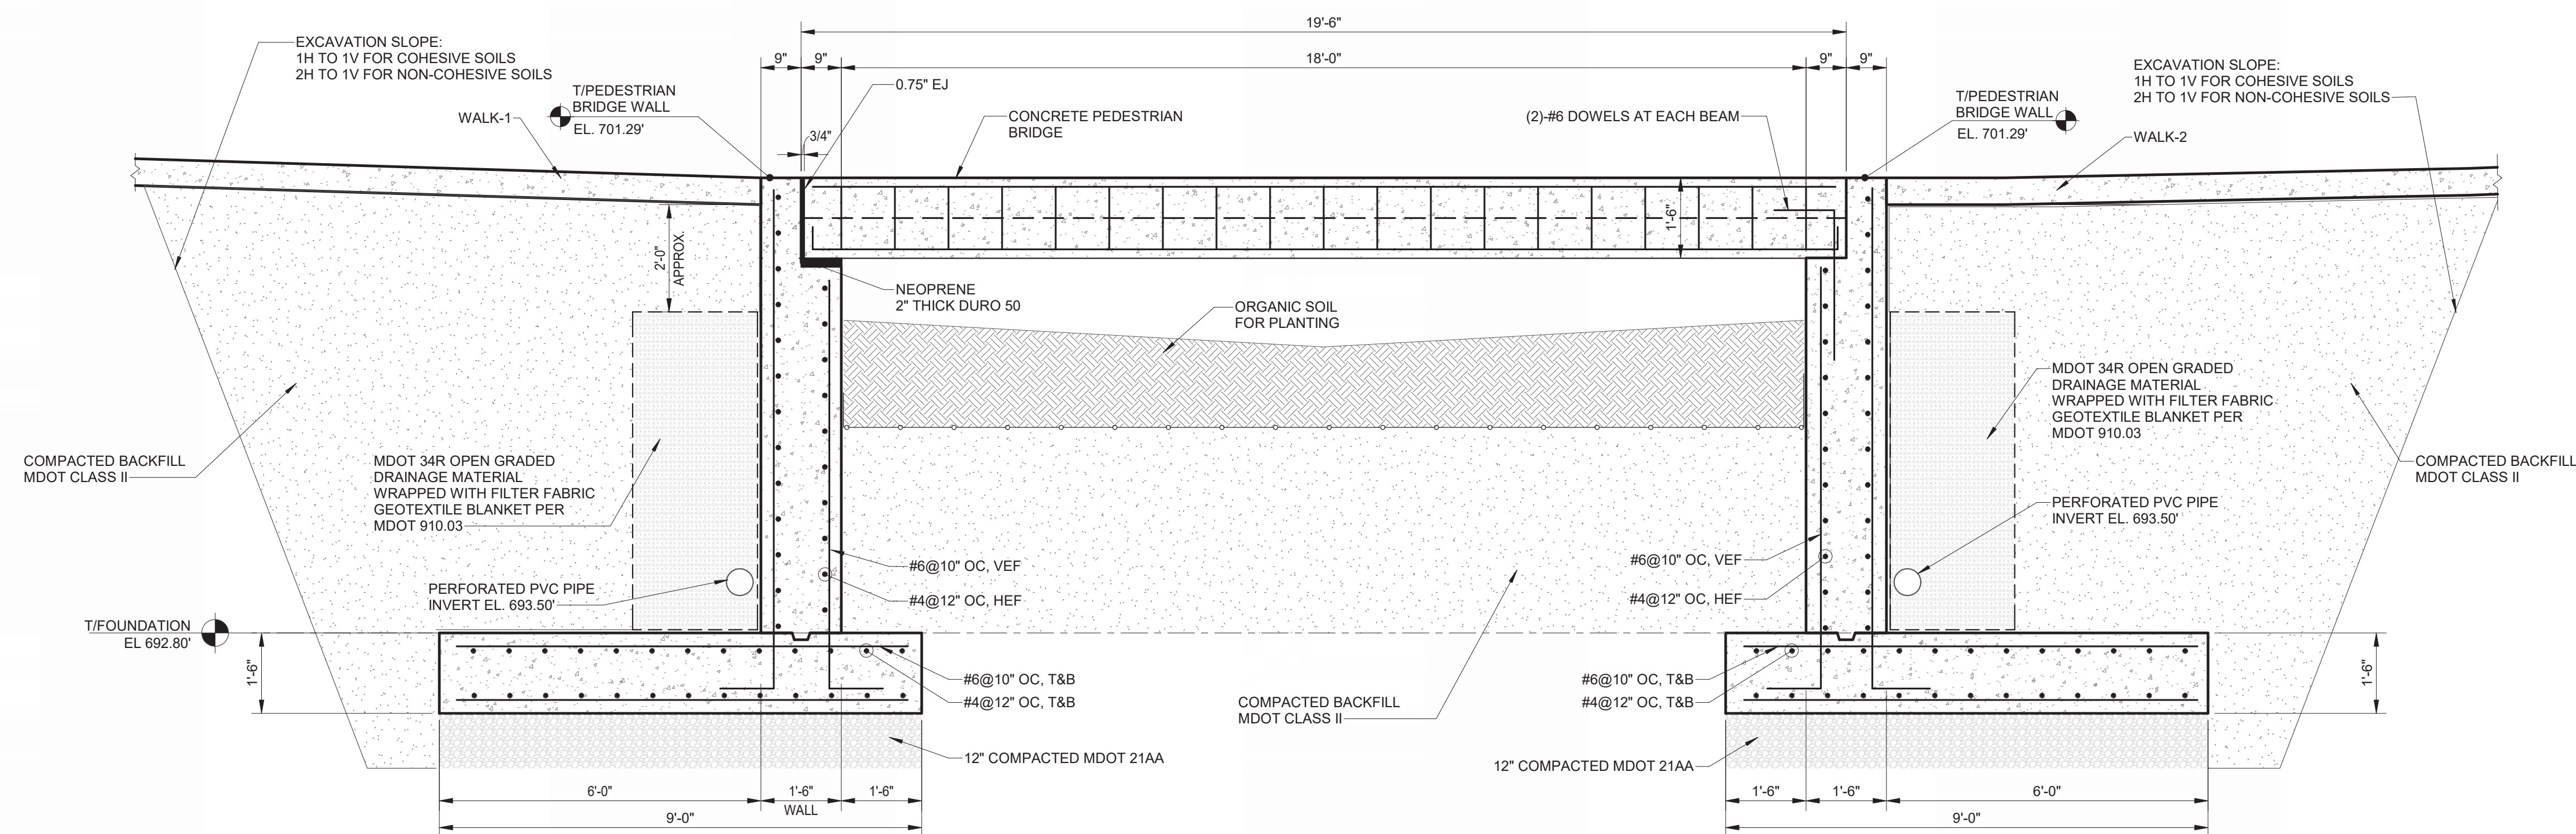 19'-6"
9"
9"
18'-0"
9"
9"
EXCAVATION SLOPE:
1H TO 1V FOR COHESIVE SOILS
2H TO 1V FOR NON-COHESIVE SOILS
T/PEDESTRIAN
BRIDGE WALL
EL. 701.29'
WALK-1
0.75" EJ
3/4"
CONCRETE PEDESTRIAN
BRIDGE
(2)-#6 DOWELS AT EACH BEAM
T/PEDESTRIAN
BRIDGE WALL
EL. 701.29'
EXCAVATION SLOPE:
1H TO 1V FOR COHESIVE SOILS
2H TO 1V FOR NON-COHESIVE SOILS
WALK-2
1'-6"
2'-0"
APPROX.
NEOPRENE
2" THICK DURO 50
ORGANIC SOIL
FOR PLANTING
COMPACTED BACKFILL
MDOT CLASS II
MDOT 34R OPEN GRADED
DRAINAGE MATERIAL
WRAPPED WITH FILTER FABRIC
GEOTEXTILE BLANKET PER
MDOT 910.03
MDOT 34R OPEN GRADED
DRAINAGE MATERIAL
WRAPPED WITH FILTER FABRIC
GEOTEXTILE BLANKET PER
MDOT 910.03
COMPACTED BACKFILL
MDOT CLASS II
PERFORATED PVC PIPE
INVERT EL. 693.50'
PERFORATED PVC PIPE
INVERT EL. 693.50'
#6@10" OC, VEF
#4@12" OC, HEF
#6@10" OC, VEF
#4@12" OC, HEF
T/FOUNDATION
EL 692.80'
1'-6"
#6@10" OC, T&B
#4@12" OC, T&B
COMPACTED BACKFILL
MDOT CLASS II
#6@10" OC, T&B
#4@12" OC, T&B
1'-6"
12" COMPACTED MDOT 21AA
12" COMPACTED MDOT 21AA
6'-0"
1'-6"
WALL
1'-6"
9'-0"
1'-6"
1'-6"
6'-0"
9'-0"